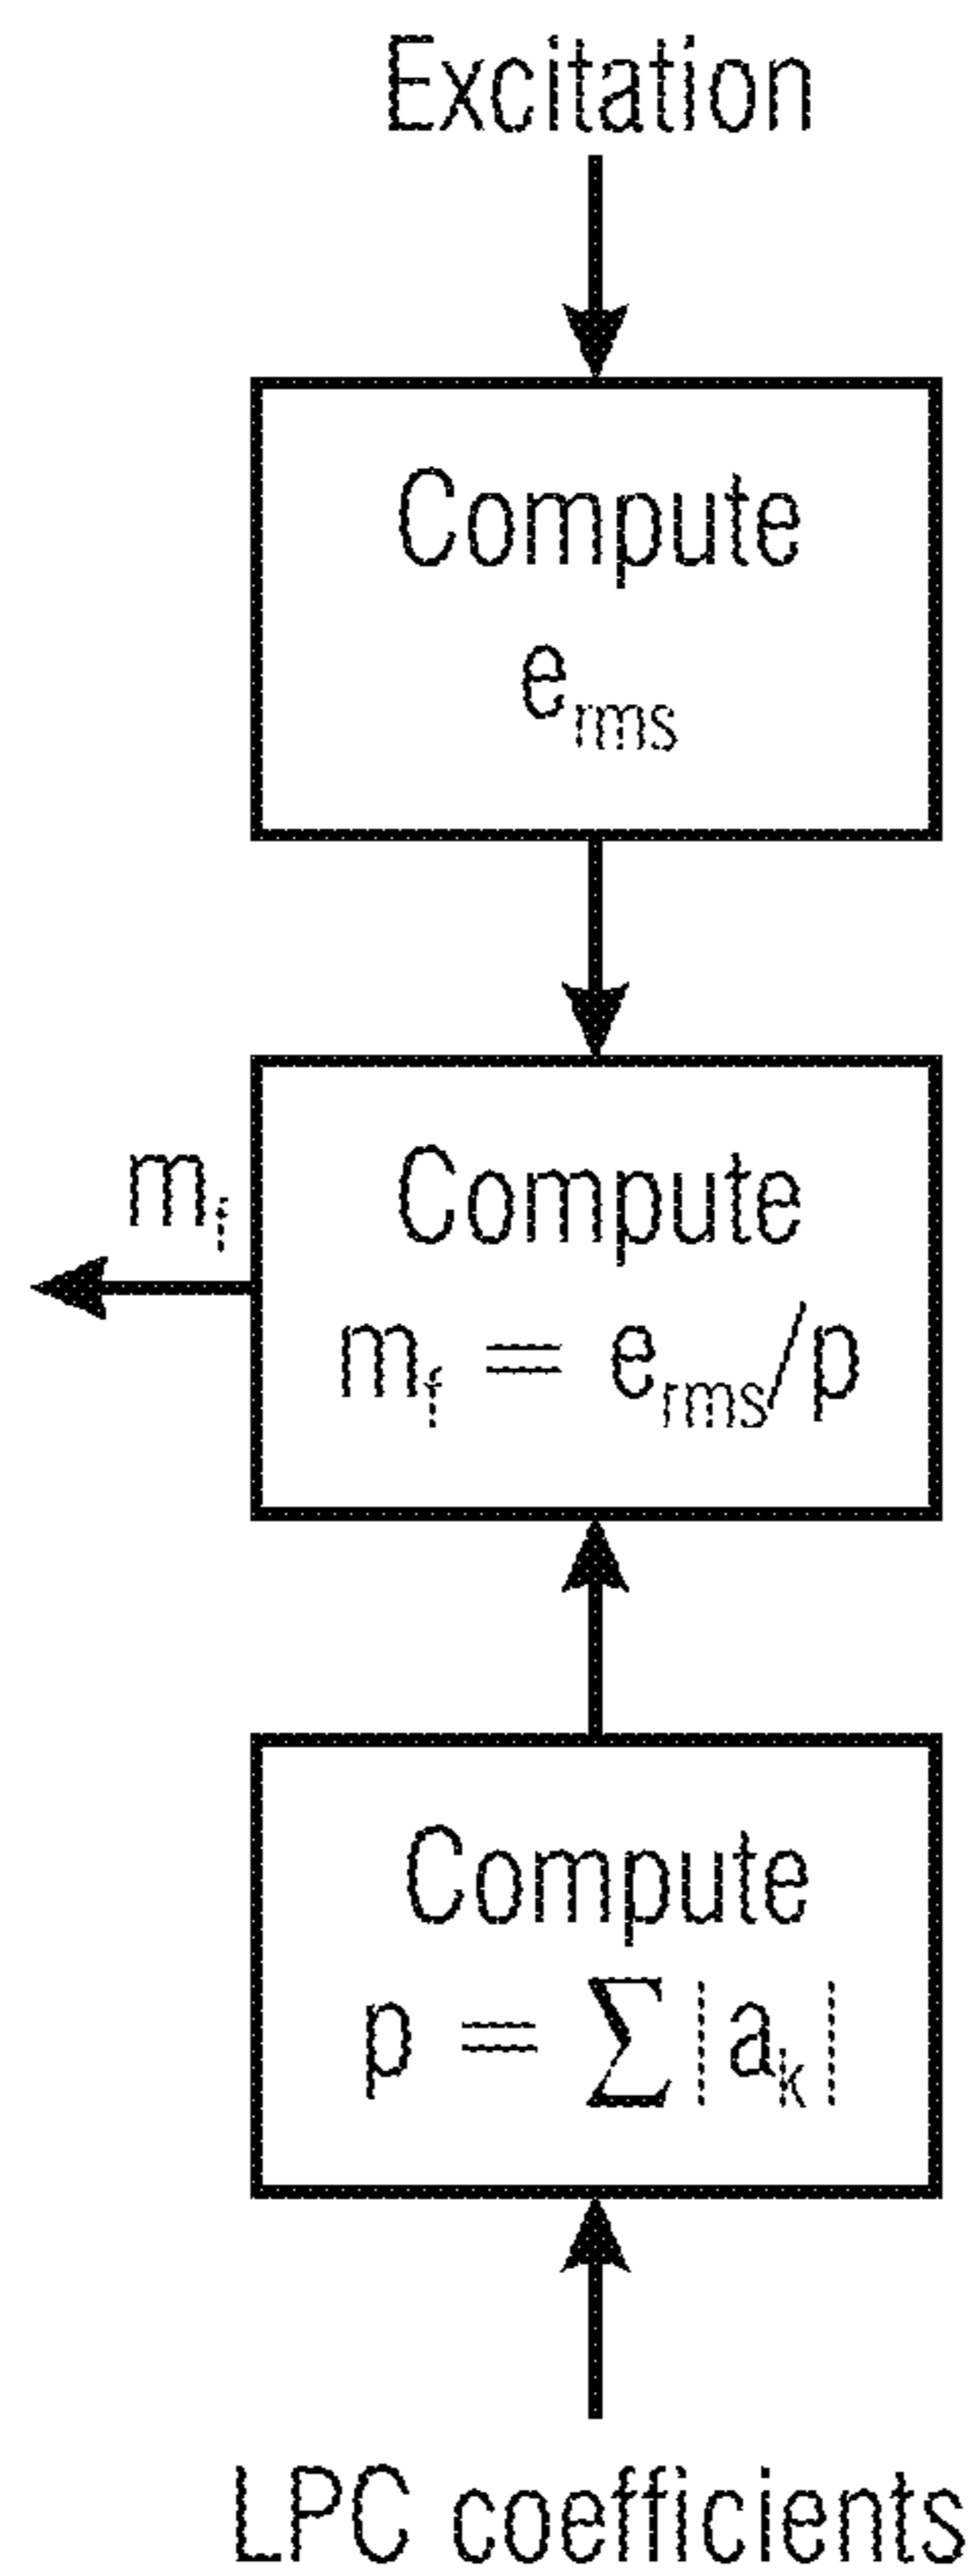 Excitation
Compute
e_rms
m_f
Compute
m_f = e_rms/p
Compute
p = ∑|a_k|
LPC coefficients